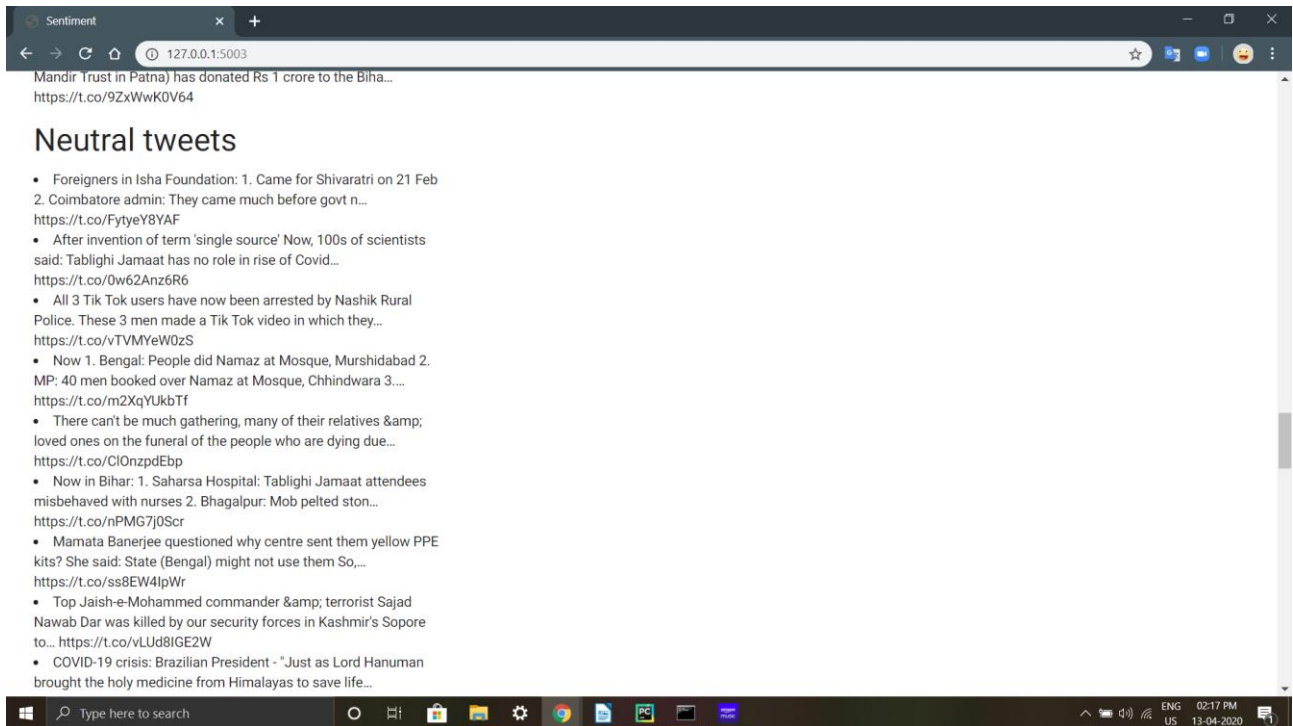 Sentiment
127.0.0.1:5003
Mandir Trust in Patna) has donated Rs 1 crore to the Biha…
https://t.co/9ZxWwK0V64
Neutral tweets
• Foreigners in Isha Foundation: 1. Came for Shivaratri on 21 Feb
2. Coimbatore admin: They came much before govt n…
https://t.co/FytyeY8YAF
• After invention of term 'single source' Now, 100s of scientists
said: Tablighi Jamaat has no role in rise of Covid…
https://t.co/0w62Anz6R6
• All 3 Tik Tok users have now been arrested by Nashik Rural
Police. These 3 men made a Tik Tok video in which they…
https://t.co/vTVMYeW0zS
• Now 1. Bengal: People did Namaz at Mosque, Murshidabad 2.
MP: 40 men booked over Namaz at Mosque, Chhindwara 3.…
https://t.co/m2XqYUkbTf
• There can't be much gathering, many of their relatives &amp;
loved ones on the funeral of the people who are dying due…
https://t.co/ClOnzpdEbp
• Now in Bihar: 1. Saharsa Hospital: Tablighi Jamaat attendees
misbehaved with nurses 2. Bhagalpur: Mob pelted ston…
https://t.co/nPMG7j0Scr
• Mamata Banerjee questioned why centre sent them yellow PPE
kits? She said: State (Bengal) might not use them So,…
https://t.co/ss8EW4IpWr
• Top Jaish-e-Mohammed commander &amp; terrorist Sajad
Nawab Dar was killed by our security forces in Kashmir's Sopore
to… https://t.co/vLUd8IGE2W
• COVID-19 crisis: Brazilian President - "Just as Lord Hanuman
brought the holy medicine from Himalayas to save life…
Type here to search
PC
music
ENG 02:17 PM
US 13-04-2020